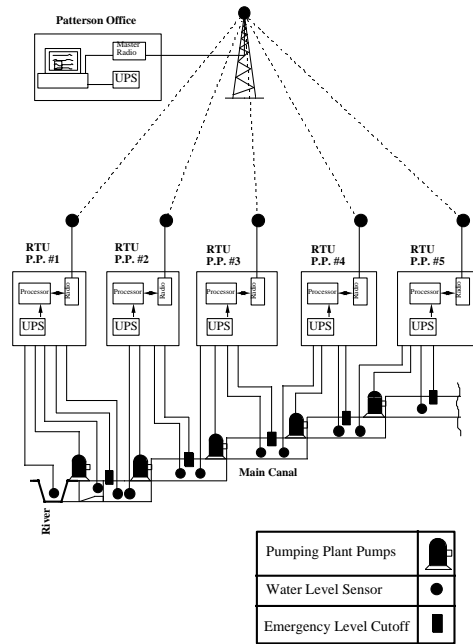 Patterson Office
Master
Radio
UPS
RTU
P.P. #1
RTU
P.P. #2
RTU
P.P. #3
RTU
P.P. #4
RTU
P.P. #5
Processor
Radio
UPS
Processor
Radio
UPS
Processor
Radio
UPS
Processor
Radio
UPS
Processor
Radio
UPS
Main Canal
River
Pumping Plant Pumps
Water Level Sensor
Emergency Level Cutoff